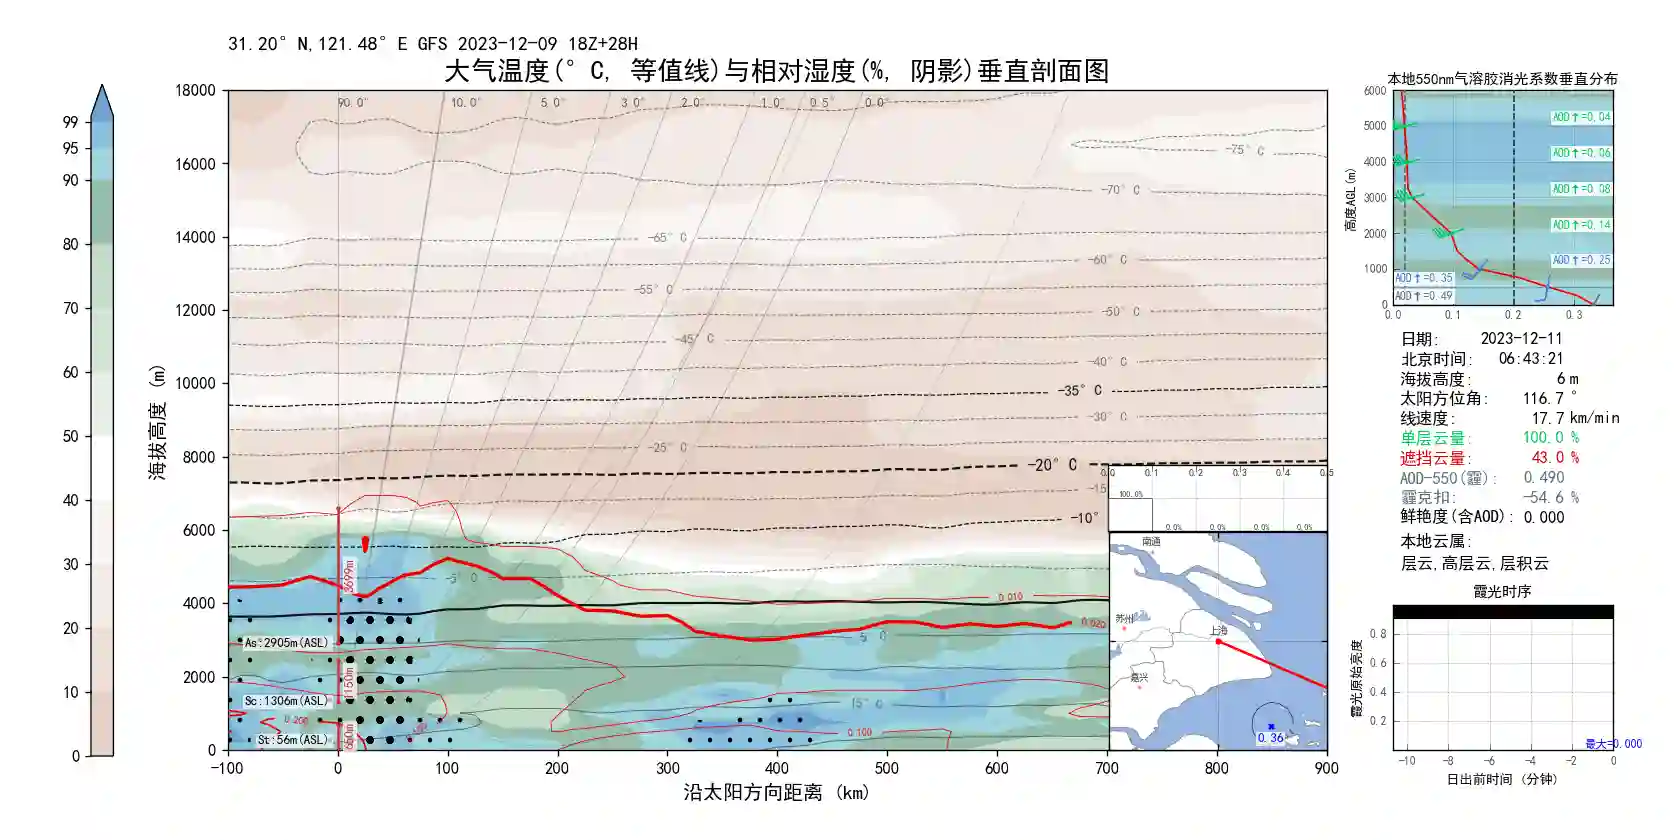 31.20° N,121.48° E GFS 2023-12-09 18Z+28H
大气温度(° C, 等值线)与相对湿度(%, 阴影)垂直剖面图
99
95
90
80
70
60
50
40
30
20
10
0
海拔高度 (m)
18000
16000
14000
12000
10000
8000
6000
4000
2000
0
90.0°
10.0°
5.0°
3.0°
2.0°
1.0°
0.5°
0.0°
-75° C
-70° C
-65° C
-60° C
-55° C
-50° C
-45° C
-40° C
-35° C
-30° C
-25° C
-20° C
-15
-10°
-5° C
5° C
15° C
0.010
0.020
0.100
0.200
As:2905m(ASL)
Sc:1306m(ASL)
St:56m(ASL)
-100
0
100
200
300
400
500
600
700
800
900
沿太阳方向距离 (km)
0.0
0.1
0.2
0.3
0.4
0.5
100.0%
0.0%
0.0%
0.0%
0.0%
南通
苏州
上海
嘉兴
0.36
本地550nm气溶胶消光系数垂直分布
高度AGL(m)
6000
5000
4000
3000
2000
1000
0
AOD↑=0.04
AOD↑=0.06
AOD↑=0.08
AOD↑=0.14
AOD↑=0.25
AOD↑=0.35
AOD↑=0.49
0.0
0.1
0.2
0.3
日期: 2023-12-11
北京时间: 06:43:21
海拔高度: 6 m
太阳方位角: 116.7 °
线速度: 17.7 km/min
单层云量: 100.0 %
遮挡云量: 43.0 %
AOD-550(霾): 0.490
霾克扣: -54.6 %
鲜艳度(含AOD): 0.000
本地云属:
层云,高层云,层积云
霞光时序
霞光原始亮度
0.8
0.6
0.4
0.2
最大=0.000
-10
-8
-6
-4
-2
0
日出前时间 (分钟)